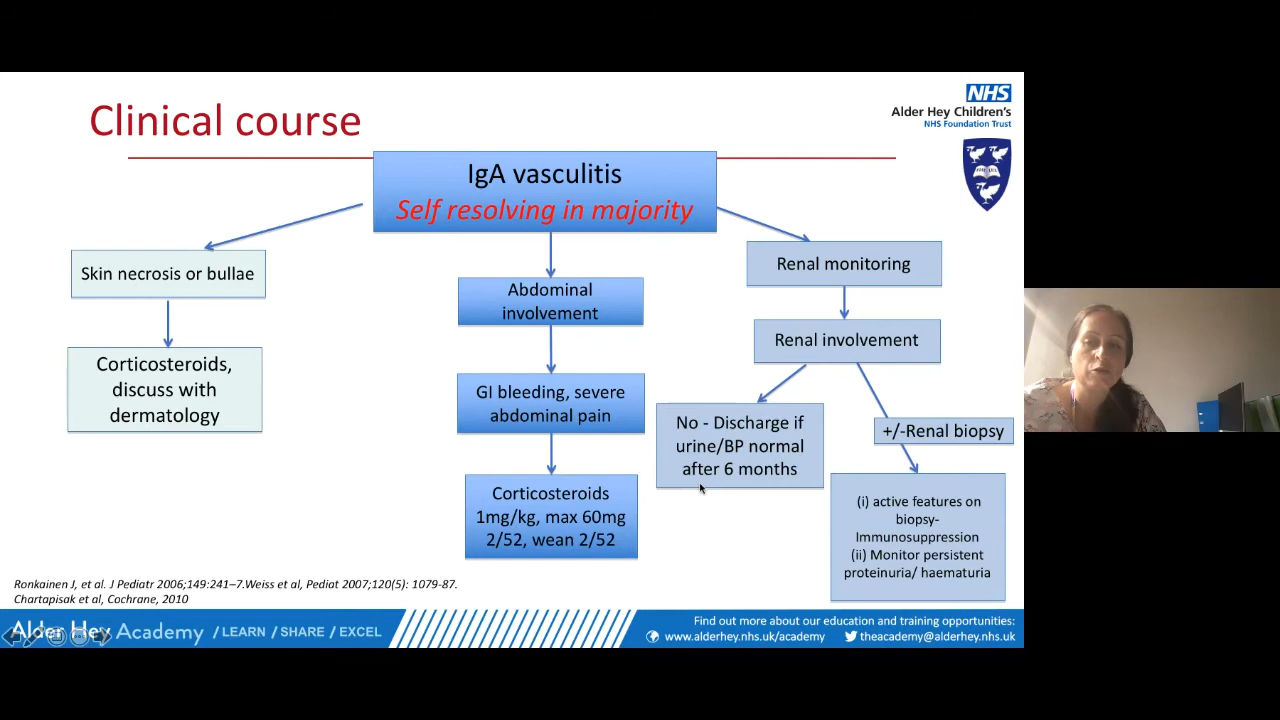 Clinical course
NHS
Alder Hey Children's
NHS Foundation Trust
IgA vasculitis
Self resolving in majority
Skin necrosis or bullae
Corticosteroids,
discuss with
dermatology
Abdominal
involvement
GI bleeding, severe
abdominal pain
Corticosteroids
1mg/kg, max 60mg
2/52, wean 2/52
Renal monitoring
Renal involvement
No - Discharge if
urine/BP normal
after 6 months
+/-Renal biopsy
(i) active features on
biopsy-
Immunosuppression
(ii) Monitor persistent
proteinuria/ haematuria
Ronkainen J, et al. J Pediatr 2006;149:241–7.Weiss et al, Pediat 2007;120(5): 1079-87.
Chartapisak et al, Cochrane, 2010
Alder Hey Academy / LEARN / SHARE / EXCEL
Find out more about our education and training opportunities:
www.alderhey.nhs.uk/academy theacademy@alderhey.nhs.uk